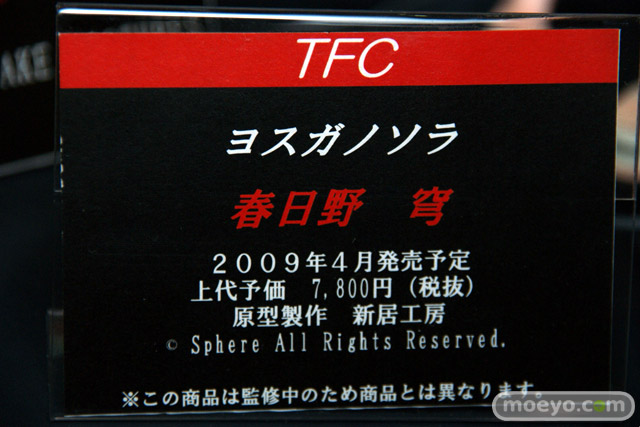 AKE
TFC
ヨスガノソラ
春日野　穹
２００９年４月発売予定
上代予価　7,800円（税抜）
原型製作　新居工房
© Sphere All Rights Reserved.
※この商品は監修中のため商品とは異なります。
moeyo.com